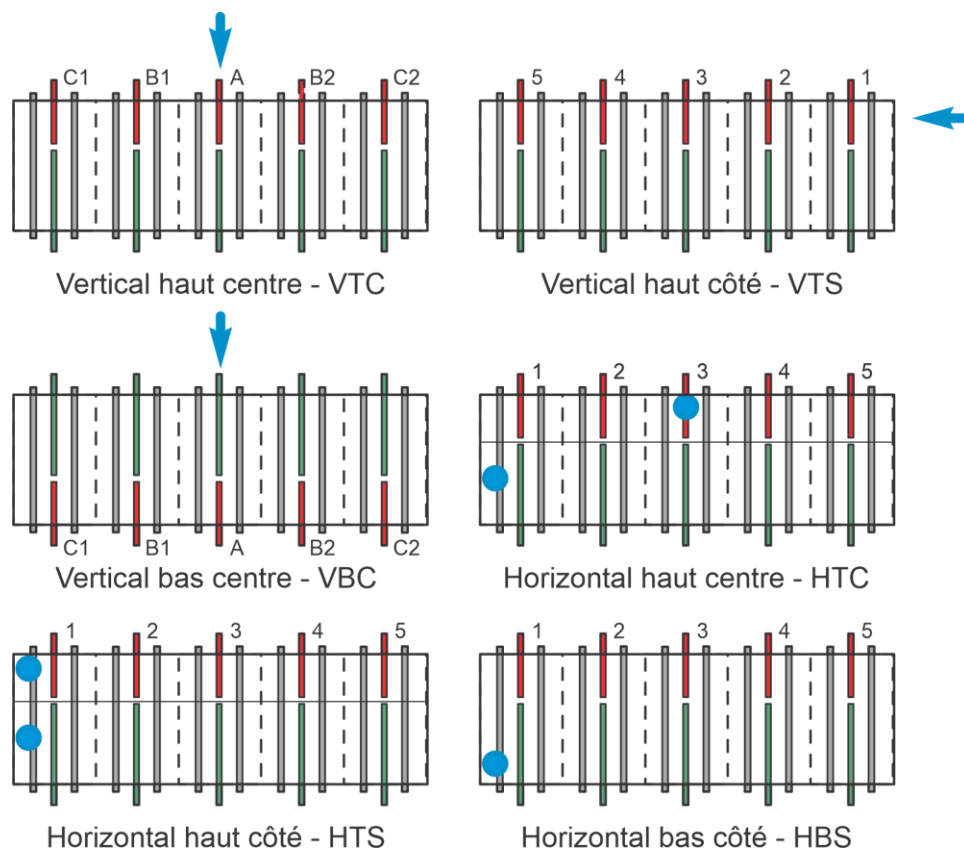 C1 B1 A B2 C2
Vertical haut centre - VTC
5 4 3 2 1
Vertical haut côté - VTS
C1 B1 A B2 C2
Vertical bas centre - VBC
1 2 3 4 5
Horizontal haut centre - HTC
1 2 3 4 5
Horizontal haut côté - HTS
1 2 3 4 5
Horizontal bas côté - HBS